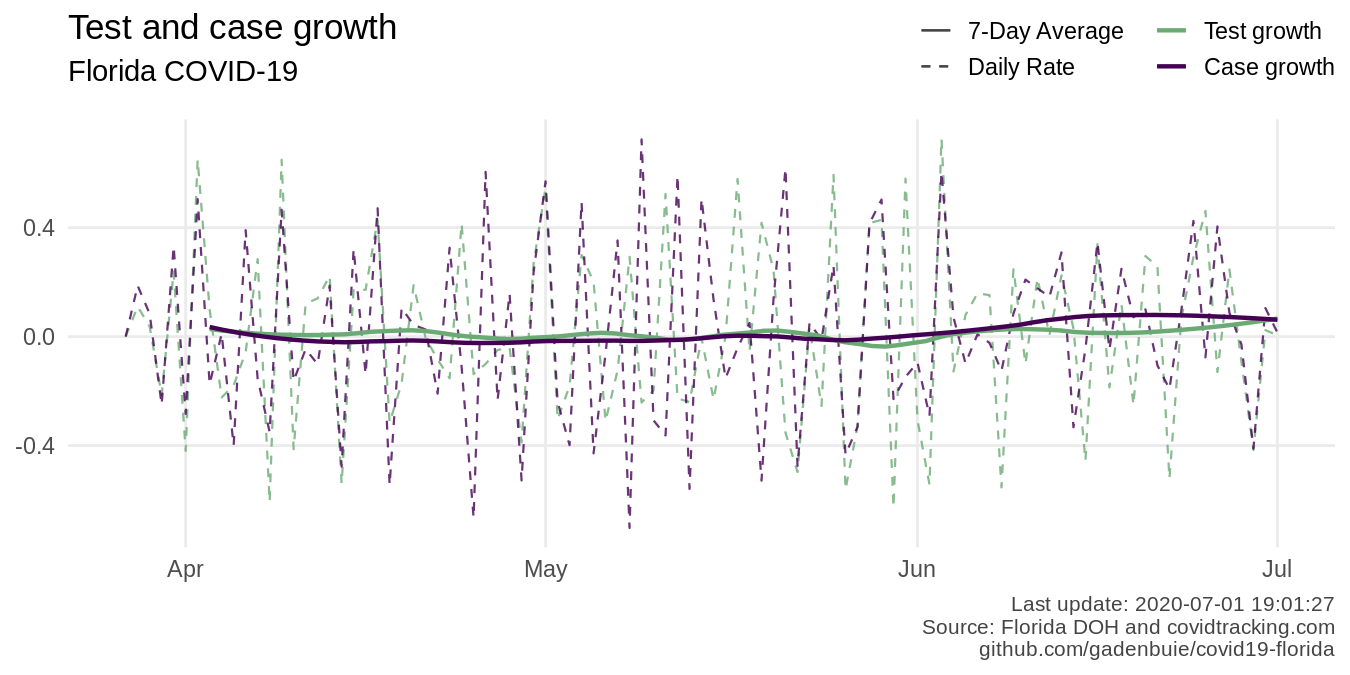 Test and case growth
Florida COVID-19
7-Day Average
Test growth
Daily Rate
Case growth
0.4
0.0
-0.4
Apr
May
Jun
Jul
Last update: 2020-07-01 19:01:27
Source: Florida DOH and covidtracking.com
github.com/gadenbuie/covid19-florida